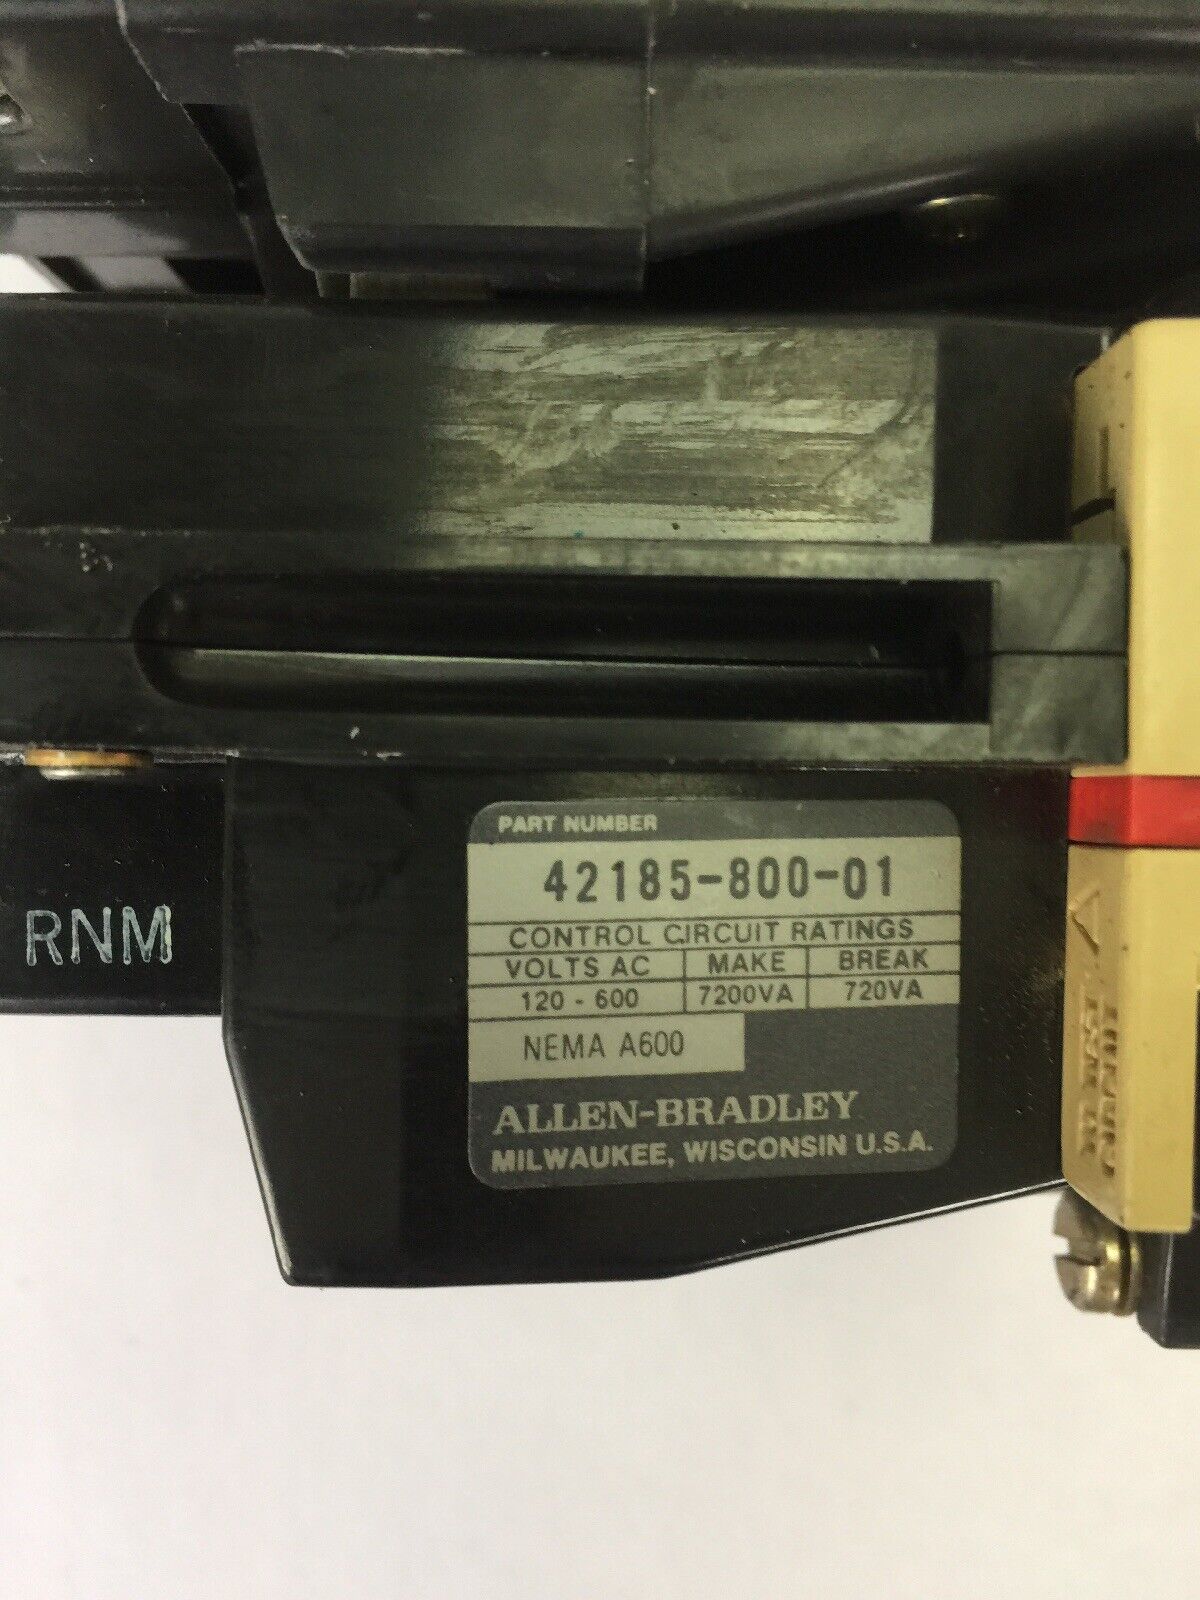 PART NUMBER
42185-800-01
CONTROL CIRCUIT RATINGS
VOLTS AC MAKE BREAK
120 - 600 7200VA 720VA
NEMA A600
ALLEN-BRADLEY
MILWAUKEE, WISCONSIN U.S.A.
RNM